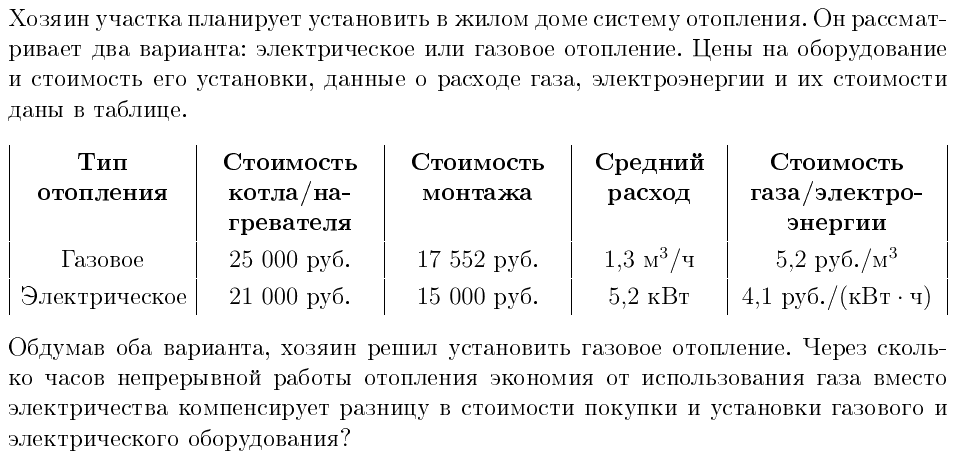 Хозяин участка планирует установить в жилом доме систему отопления. Он рассмат-
ривает два варианта: электрическое или газовое отопление. Цены на оборудование
и стоимость его установки, данные о расходе газа, электроэнергии и их стоимости
даны в таблице.
Тип отопления | Стоимость котла/на-гревателя | Стоимость монтажа | Средний расход | Стоимость газа/электро-энергии
Газовое | 25 000 руб. | 17 552 руб. | 1,3 м³/ч | 5,2 руб./м³
Электрическое | 21 000 руб. | 15 000 руб. | 5,2 кВт | 4,1 руб./(кВт · ч)
Обдумав оба варианта, хозяин решил установить газовое отопление. Через сколь-
ко часов непрерывной работы отопления экономия от использования газа вместо
электричества компенсирует разницу в стоимости покупки и установки газового и
электрического оборудования?